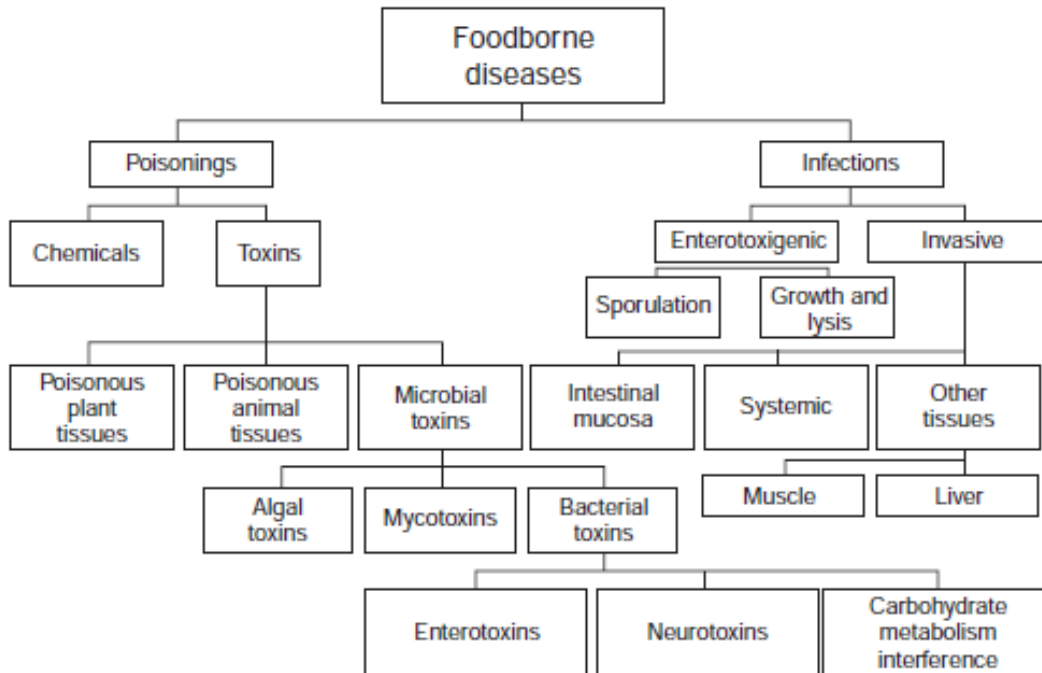 Foodborne
diseases
Poisonings
Infections
Chemicals
Toxins
Enterotoxigenic
Invasive
Sporulation
Growth and
lysis
Poisonous
plant
tissues
Poisonous
animal
tissues
Microbial
toxins
Intestinal
mucosa
Systemic
Other
tissues
Algal
toxins
Mycotoxins
Bacterial
toxins
Muscle
Liver
Enterotoxins
Neurotoxins
Carbohydrate
metabolism
interference